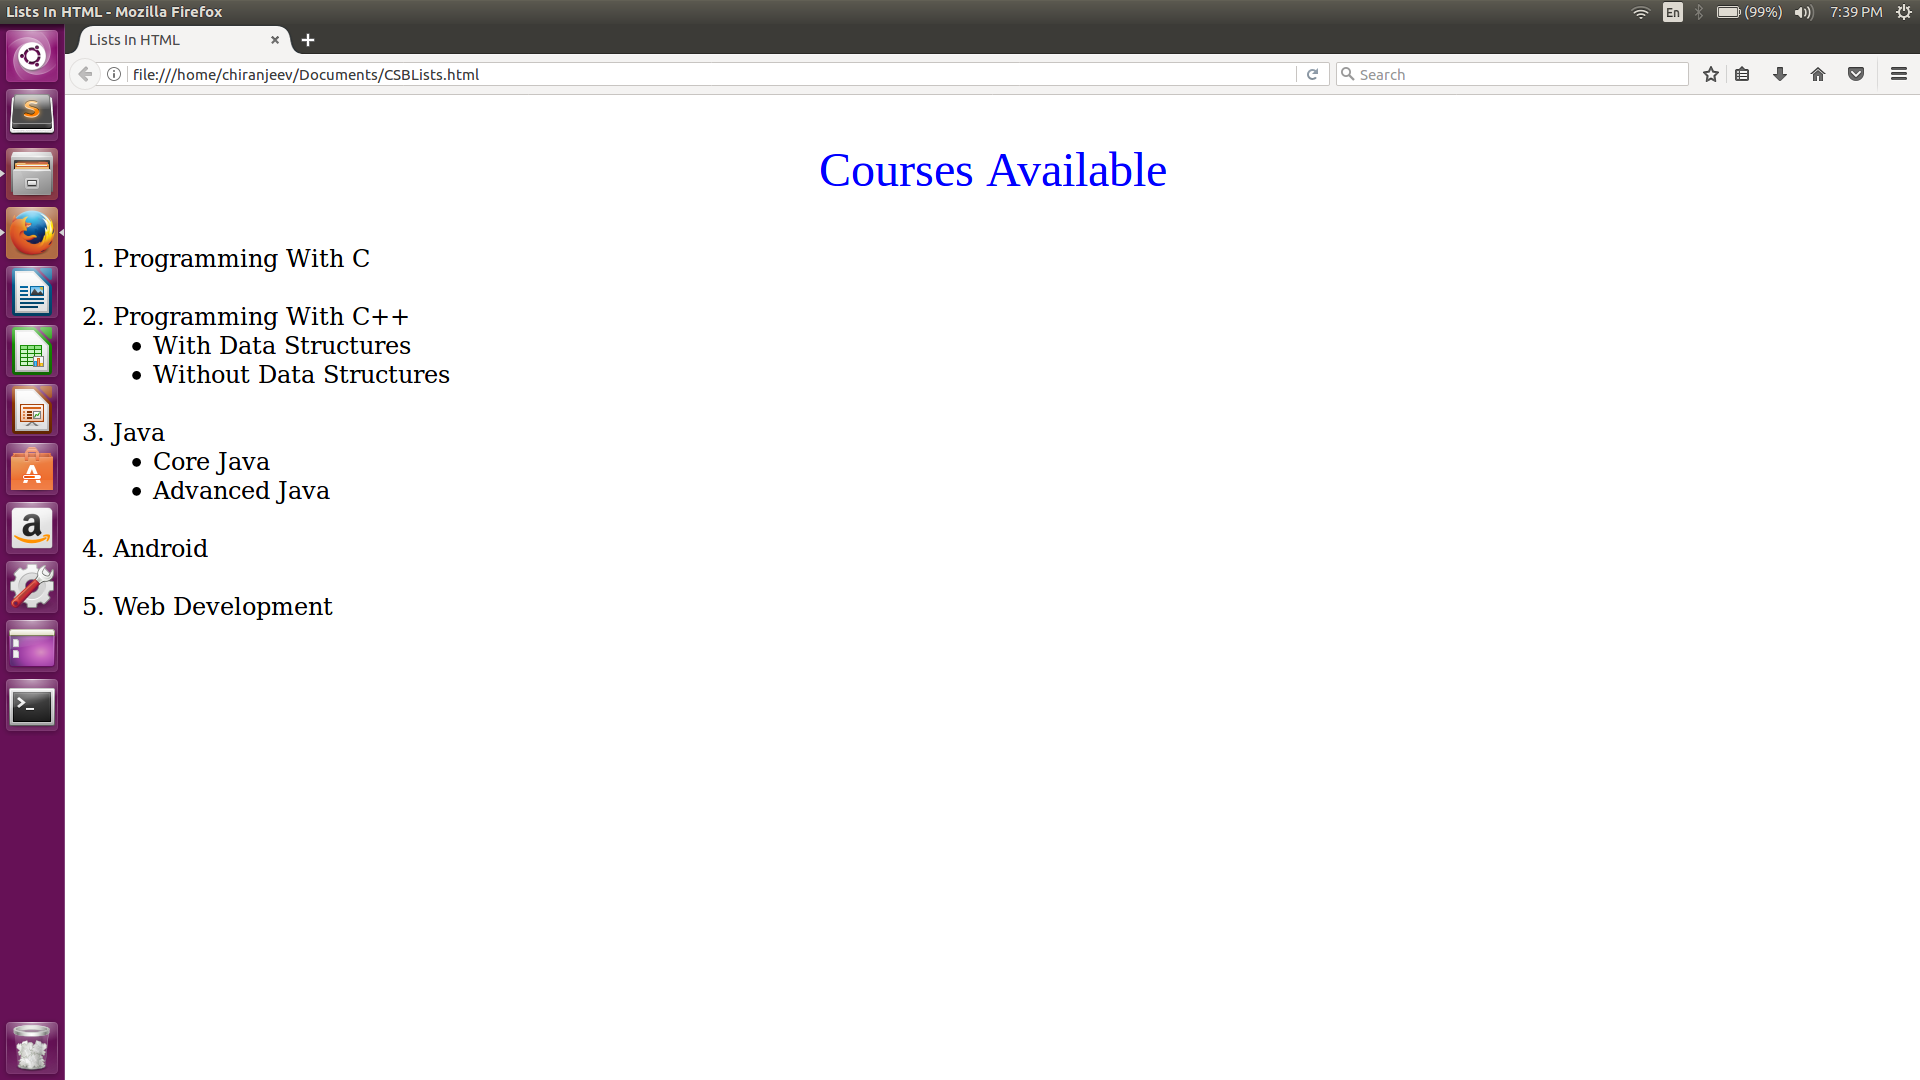 Lists In HTML - Mozilla Firefox
En
(99%)
7:39 PM
Lists In HTML
file:///home/chiranjeev/Documents/CSBLists.html
Search
Courses Available
1. Programming With C
2. Programming With C++
• With Data Structures
• Without Data Structures
3. Java
• Core Java
• Advanced Java
4. Android
5. Web Development